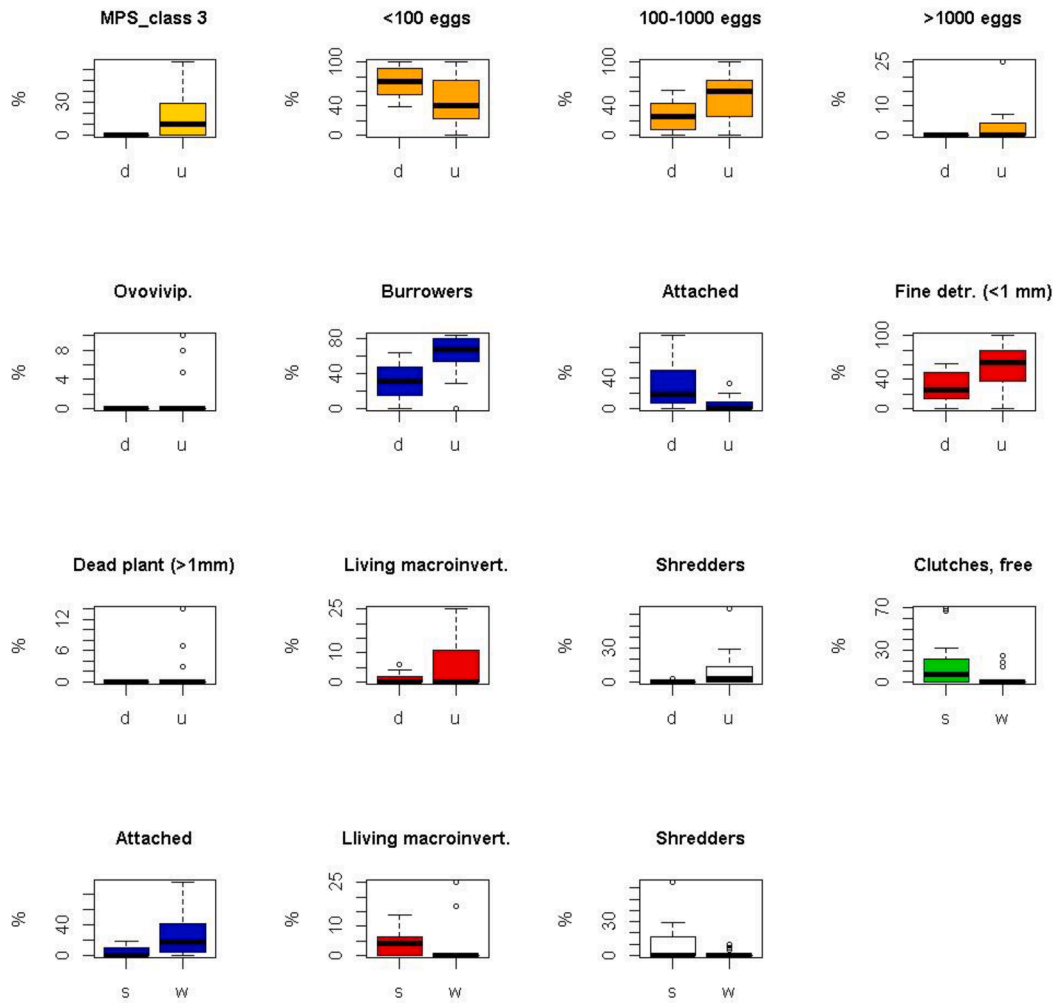 MPS_class 3 <100 eggs 100-1000 eggs >1000 eggs
% 0 30 % 0 40 100 % 0 40 100 % 0 10 25
d u d u d u d u
Ovovivip. Burrowers Attached Fine detr. (<1 mm)
% 0 4 8 % 0 40 80 % 0 40 % 0 40 100
d u d u d u d u
Dead plant (>1mm) Living macroinvert. Shredders Clutches, free
% 0 6 12 % 0 10 25 % 0 30 % 0 30 70
d u d u d u s w
Attached Lliving macroinvert. Shredders
% 0 40 % 0 10 25 % 0 30
s w s w s w